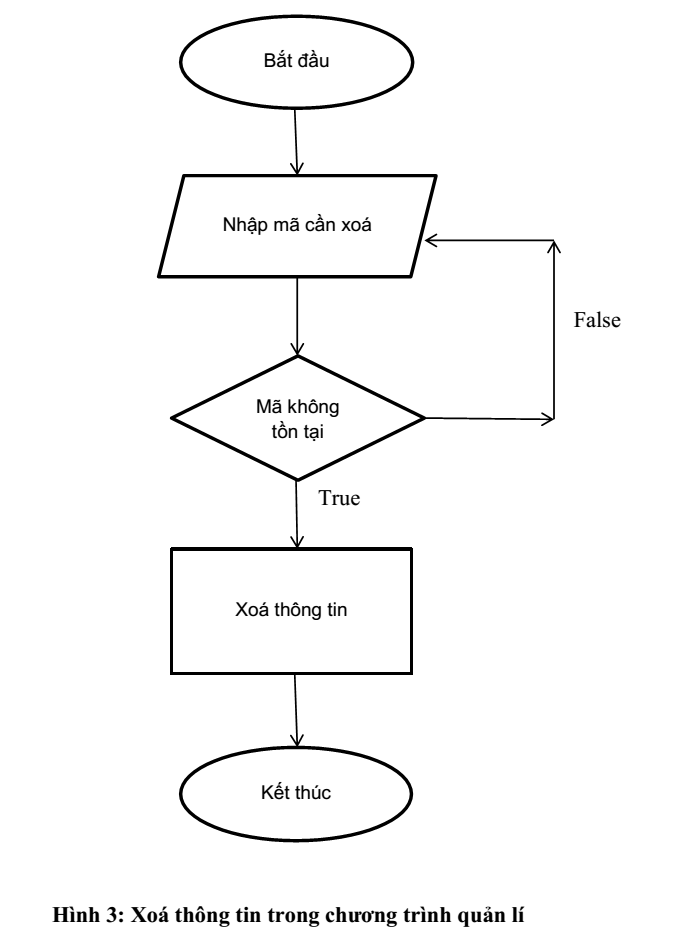 Bắt đầu
Nhập mã cần xoá
False
Mã không
tồn tại
True
Xoá thông tin
Kết thúc
Hình 3: Xoá thông tin trong chương trình quản lí